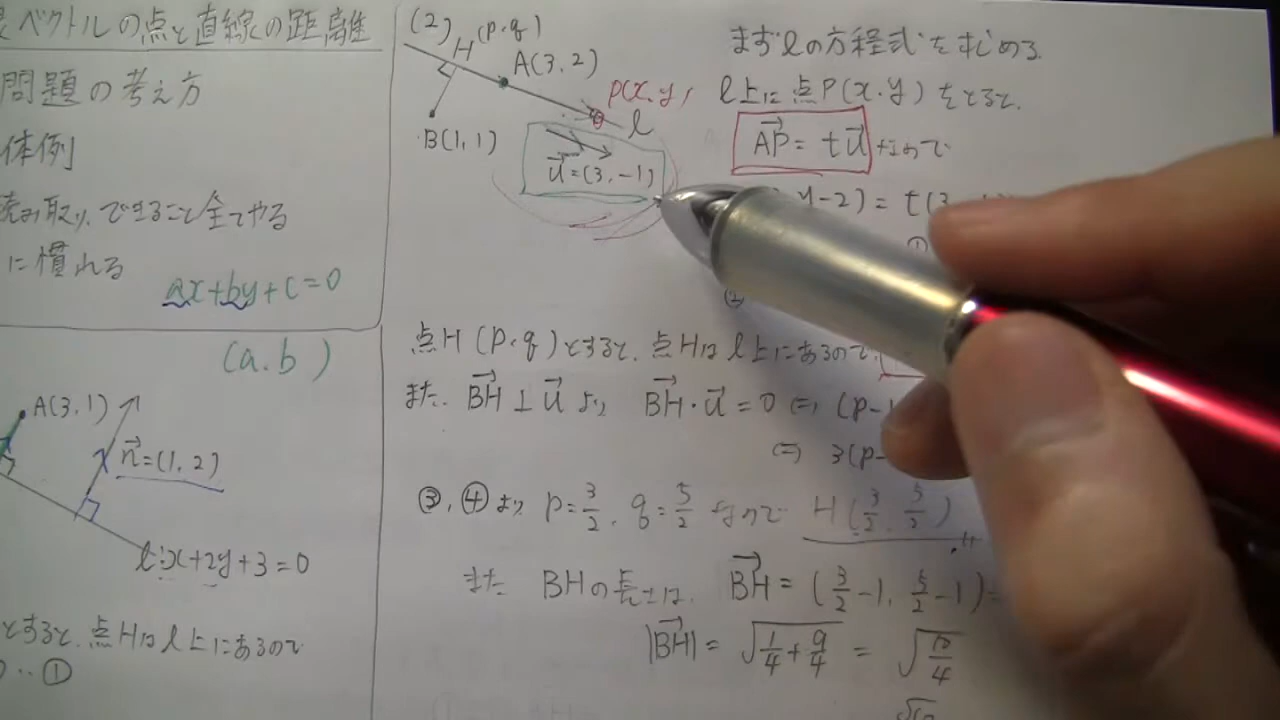 ベクトルの点と直線の距離
問題の考え方
体例
読み取り、できること全てやる
に慣れる
ax+by+c=0
(a.b)
A(3,1)
n=(1,2)
l:x+2y+3=0
とすると、点Hはl上にあるので
‥①
(2)
H(p.q)
A(3,2)
P(x.y)
l
B(1,1)
u=(3,-1)
まずlの方程式をもとめる
l上に点P(x.y)をとると、
AP=tu なので
y-2)=t(3
点H(p.q)とすると、点Hはl上にあるので、
また、BH⊥u より BH・u=0 ⇔ (p-1
⇔ 3(p-
③,④より p=3/2, q=5/2 なので H(3/2, 5/2)
また BHの長さは、BH=(3/2-1, 5/2-1)=
|BH|=√(1/4+9/4) = √(10/4)